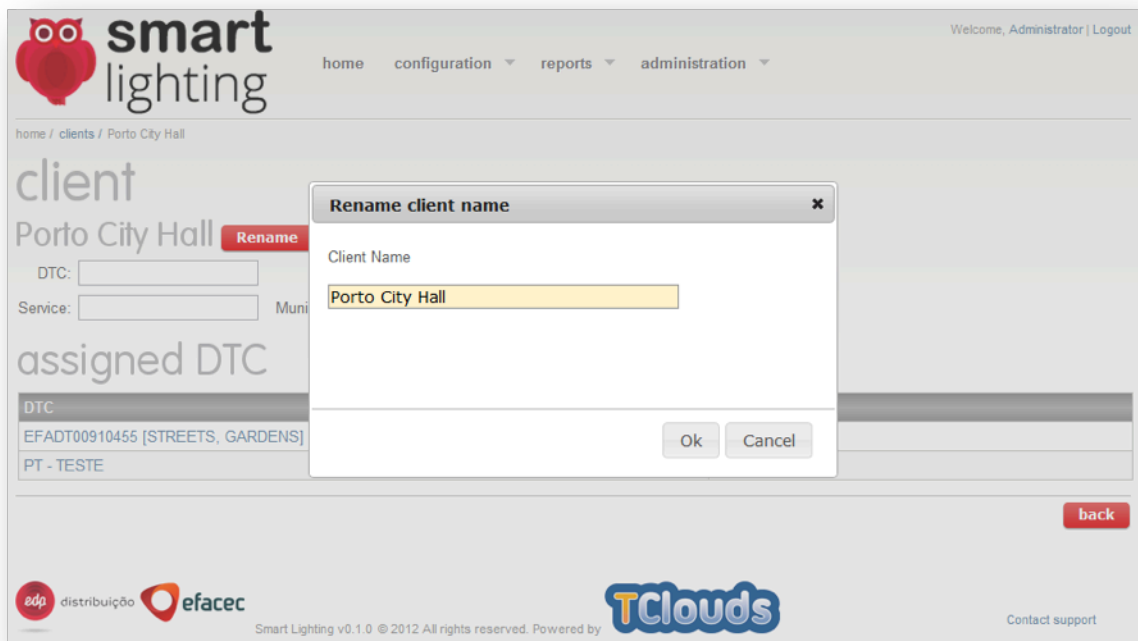 smart
lighting
Welcome, Administrator | Logout
home configuration reports administration
home / clients / Porto City Hall
client
Porto City Hall Rename
DTC:
Service: Muni
Rename client name
Client Name
Porto City Hall
Ok Cancel
assigned DTC
DTC
EFADT00910455 [STREETS, GARDENS]
PT - TESTE
back
edp distribuição efacec
Smart Lighting v0.1.0 © 2012 All rights reserved. Powered by TClouds
Contact support